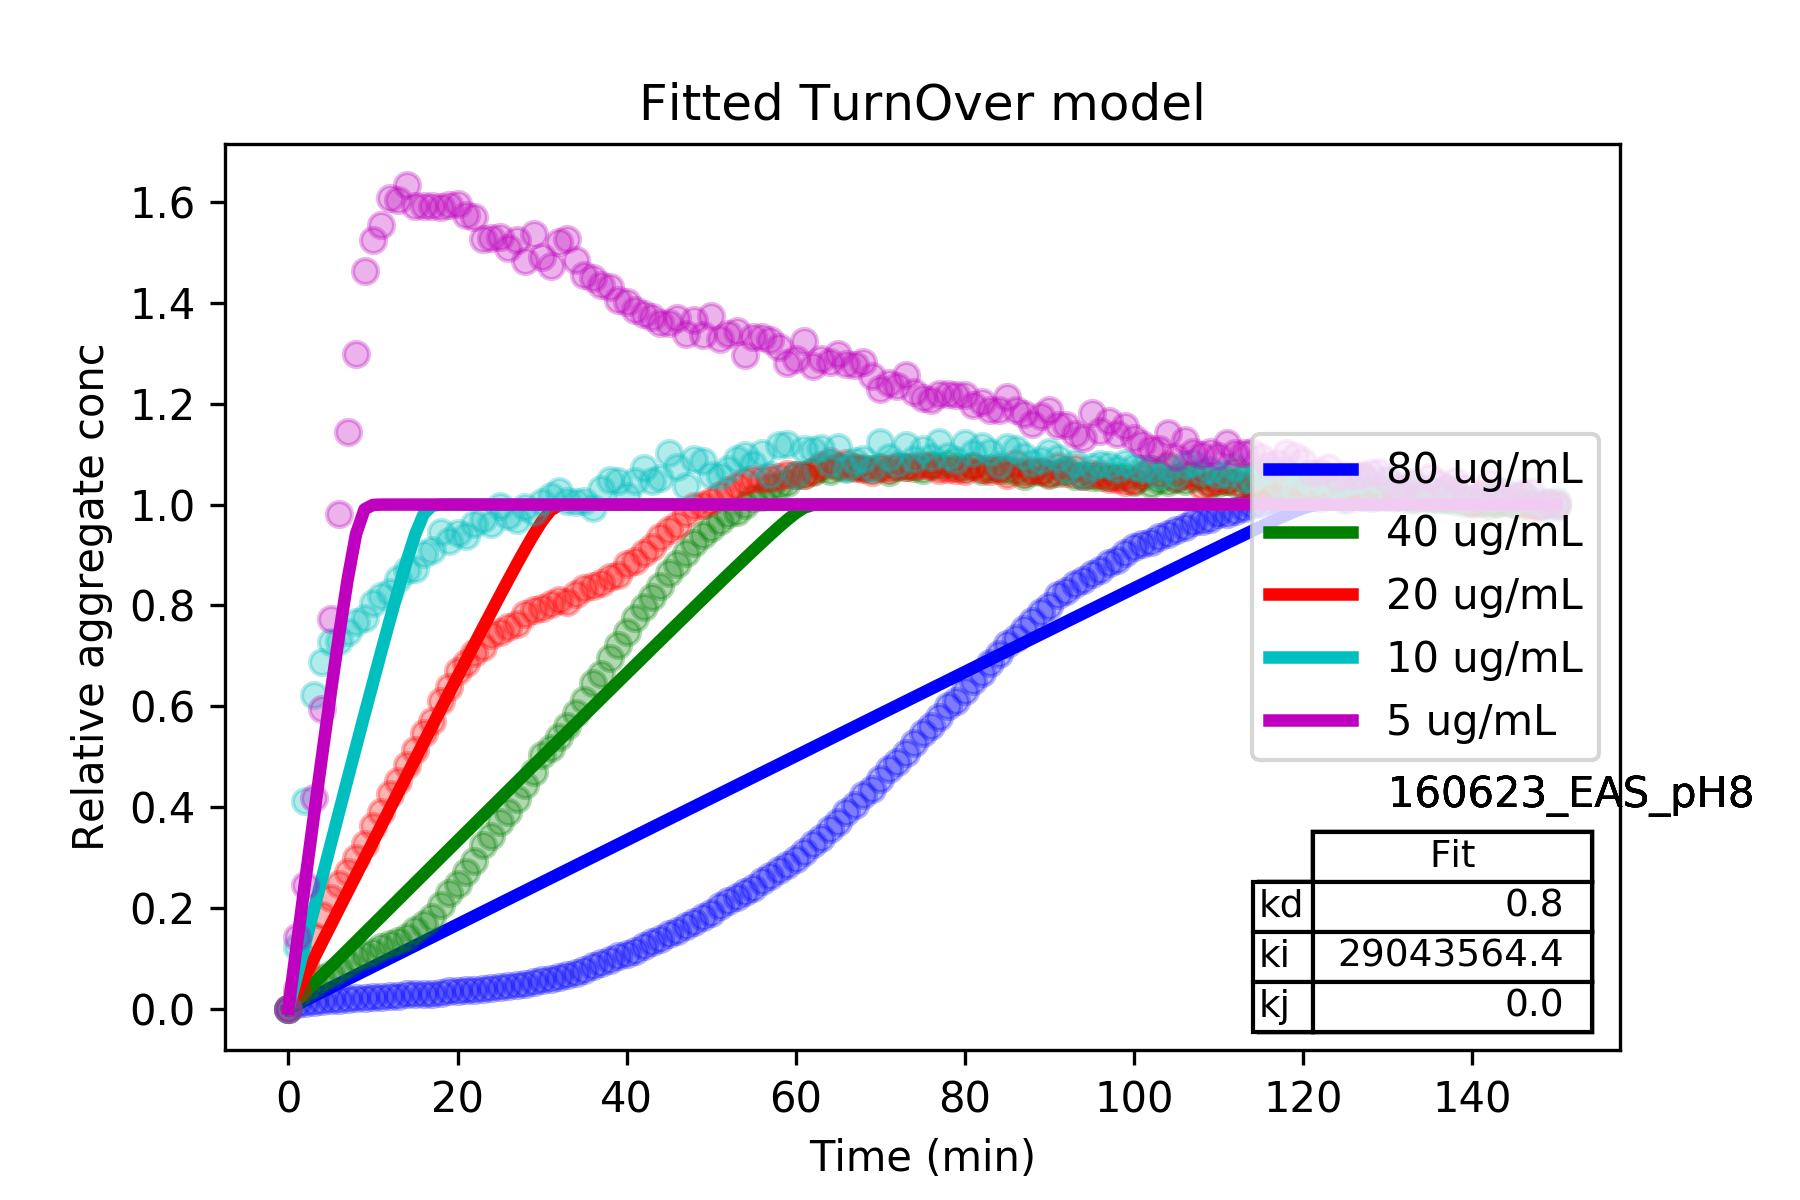 Fitted TurnOver model
Relative aggregate conc
1.6
1.4
1.2
1.0
0.8
0.6
0.4
0.2
0.0
80 ug/mL
40 ug/mL
20 ug/mL
10 ug/mL
5 ug/mL
160623_EAS_pH8
Fit
kd 0.8
ki 29043564.4
kj 0.0
0 20 40 60 80 100 120 140
Time (min)